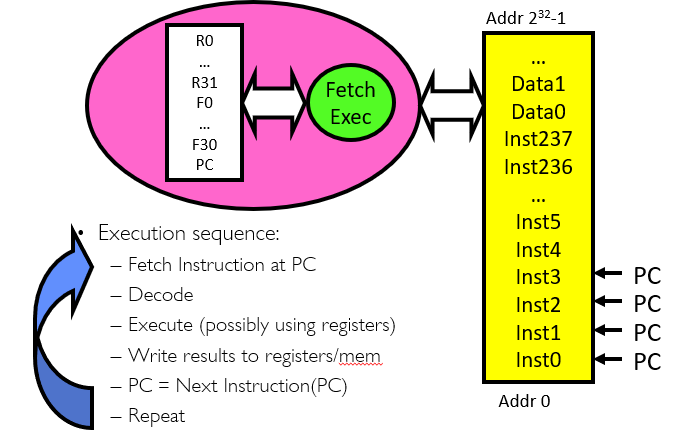 R0
...
R31
F0
...
F30
PC
Fetch
Exec
Addr 2³²-1
...
Data1
Data0
Inst237
Inst236
...
Inst5
Inst4
Inst3
Inst2
Inst1
Inst0
Addr 0
PC
PC
PC
PC
• Execution sequence:
– Fetch Instruction at PC
– Decode
– Execute (possibly using registers)
– Write results to registers/mem
– PC = Next Instruction(PC)
– Repeat